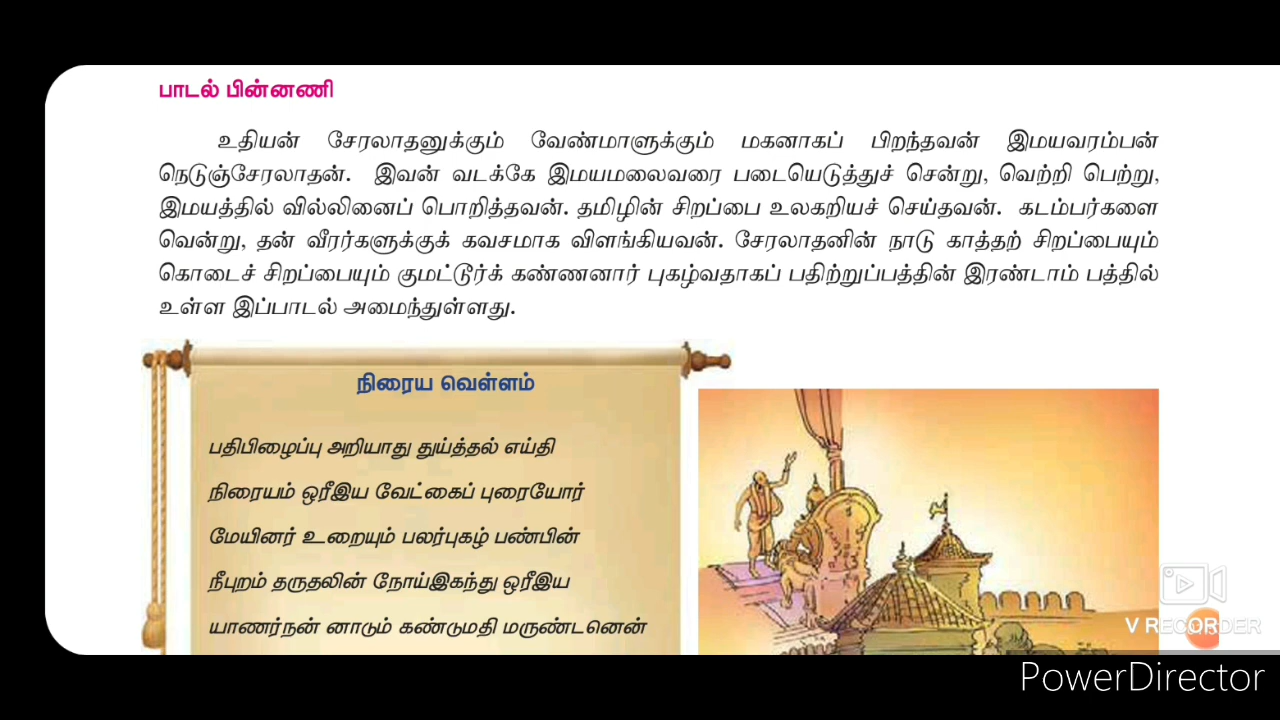 பாடல் பின்னணி
உதியன் சேரலாதனுக்கும் வேண்மாளுக்கும் மகனாகப் பிறந்தவன் இமயவரம்பன்
நெடுஞ்சேரலாதன். இவன் வடக்கே இமயமலைவரை படையெடுத்துச் சென்று, வெற்றி பெற்று,
இமயத்தில் வில்லினைப் பொறித்தவன். தமிழின் சிறப்பை உலகறியச் செய்தவன். கடம்பர்களை
வென்று, தன் வீரர்களுக்குக் கவசமாக விளங்கியவன். சேரலாதனின் நாடு காத்தற் சிறப்பையும்
கொடைச் சிறப்பையும் குமட்டூர்க் கண்ணனார் புகழ்வதாகப் பதிற்றுப்பத்தின் இரண்டாம் பத்தில்
உள்ள இப்பாடல் அமைந்துள்ளது.
நிரைய வெள்ளம்
பதிபிழைப்பு அறியாது துய்த்தல் எய்தி
நிரையம் ஒரீஇய வேட்கைப் புரையோர்
மேயினர் உறையும் பலர்புகழ் பண்பின்
நீபுறம் தருதலின் நோய்இகந்து ஒரீஇய
யாணர்நன் னாடும் கண்டுமதி மருண்டனென்
V RECORDER
PowerDirector